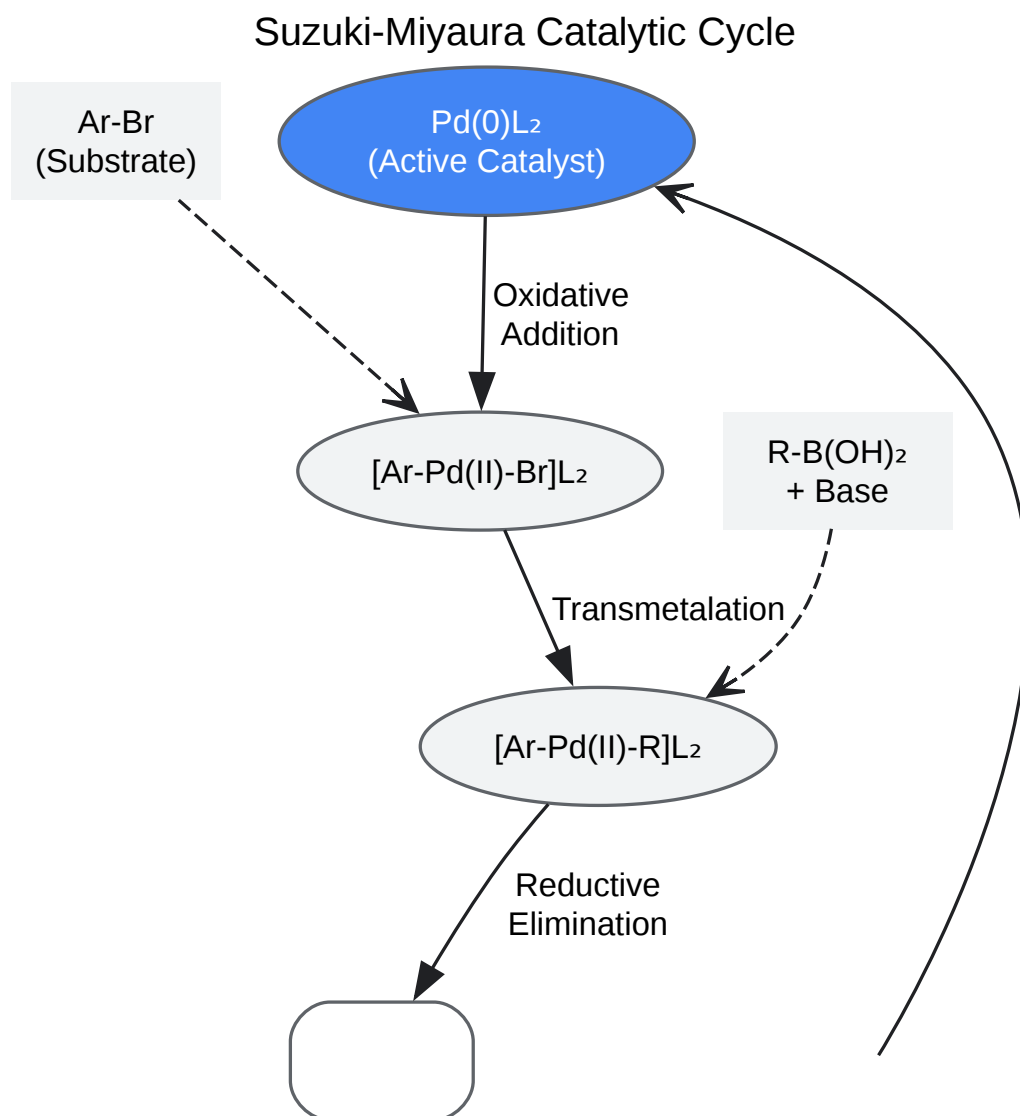 Suzuki-Miyaura Catalytic Cycle
Ar-Br
(Substrate)
Pd(0)L₂
(Active Catalyst)
Oxidative
Addition
[Ar-Pd(II)-Br]L₂
R-B(OH)₂
+ Base
Transmetalation
[Ar-Pd(II)-R]L₂
Reductive
Elimination